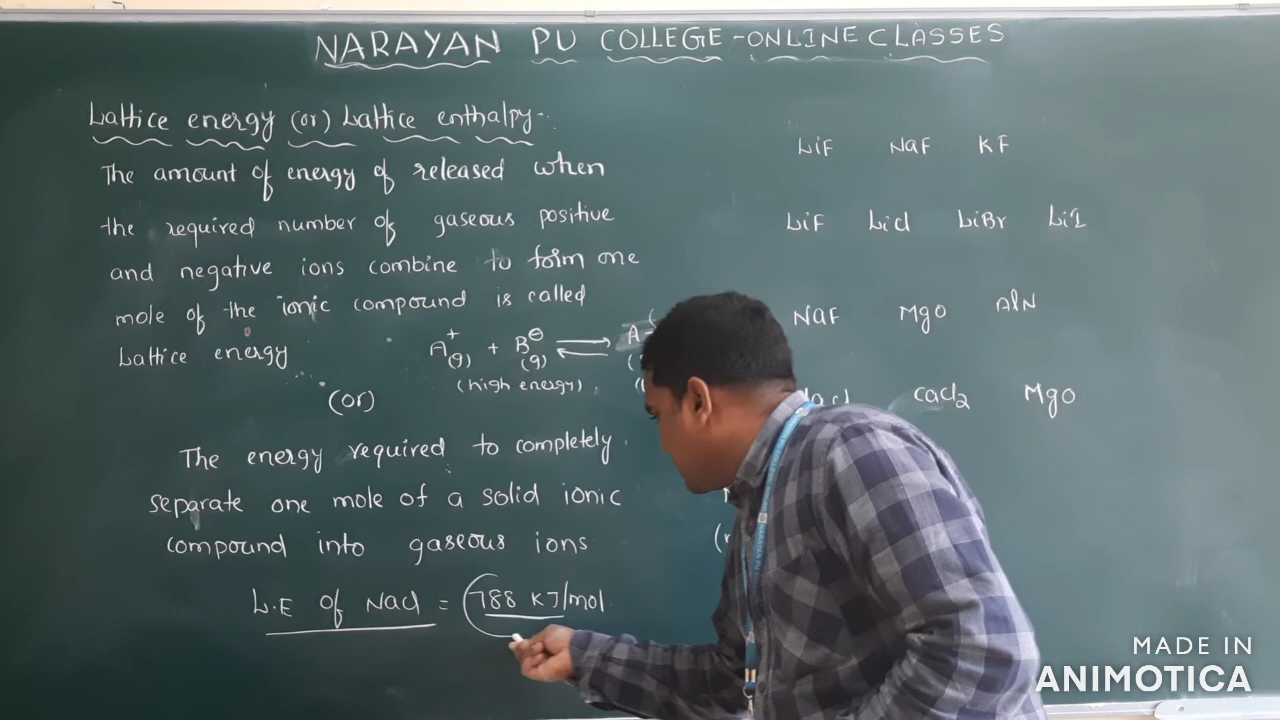 NARAYAN PU COLLEGE-ONLINE CLASSES
Lattice energy (or) Lattice enthalpy-
The amount of energy of released when
the required number of gaseous positive
and negative ions combine to form one
mole of the ionic compound is called
Lattice energy
A+(g) + B⊖(g) ⇌ A
(high energy).
(or)
The energy required to completely
separate one mole of a solid ionic
compound into gaseous ions
L.E of Nacl = 788 KJ/mol
LiF NaF KF
LiF Licl LiBr LiI
NaF MgO AlN
cacl2 MgO
MADE IN
ANIMOTICA